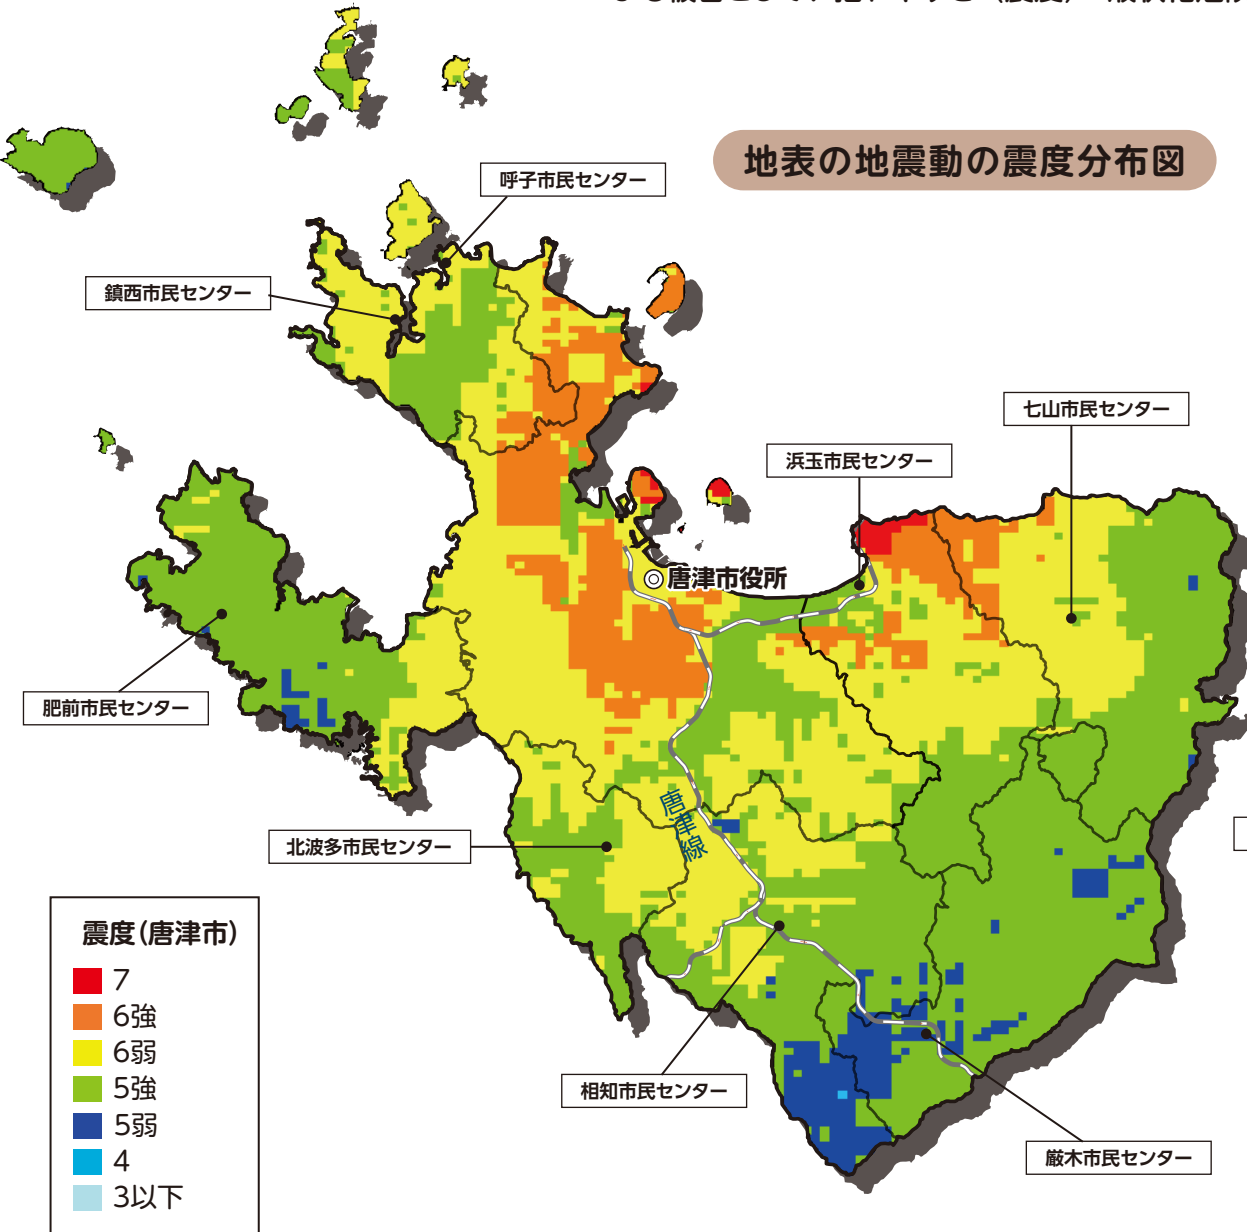 地表の地震動の震度分布図
呼子市民センター
鎮西市民センター
七山市民センター
浜玉市民センター
唐津市役所
肥前市民センター
唐津線
北波多市民センター
震度(唐津市)
7
6強
6弱
5強
5弱
4
3以下
相知市民センター
厳木市民センター